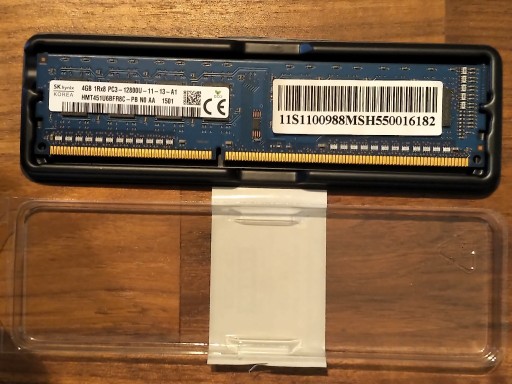 SK hynix
KOREA
4GB 1Rx8 PC3-12800U-11-13-A1
HMT451U6BFR8C-PB N0 AA 1501
CE
11S1100988MSH550016182